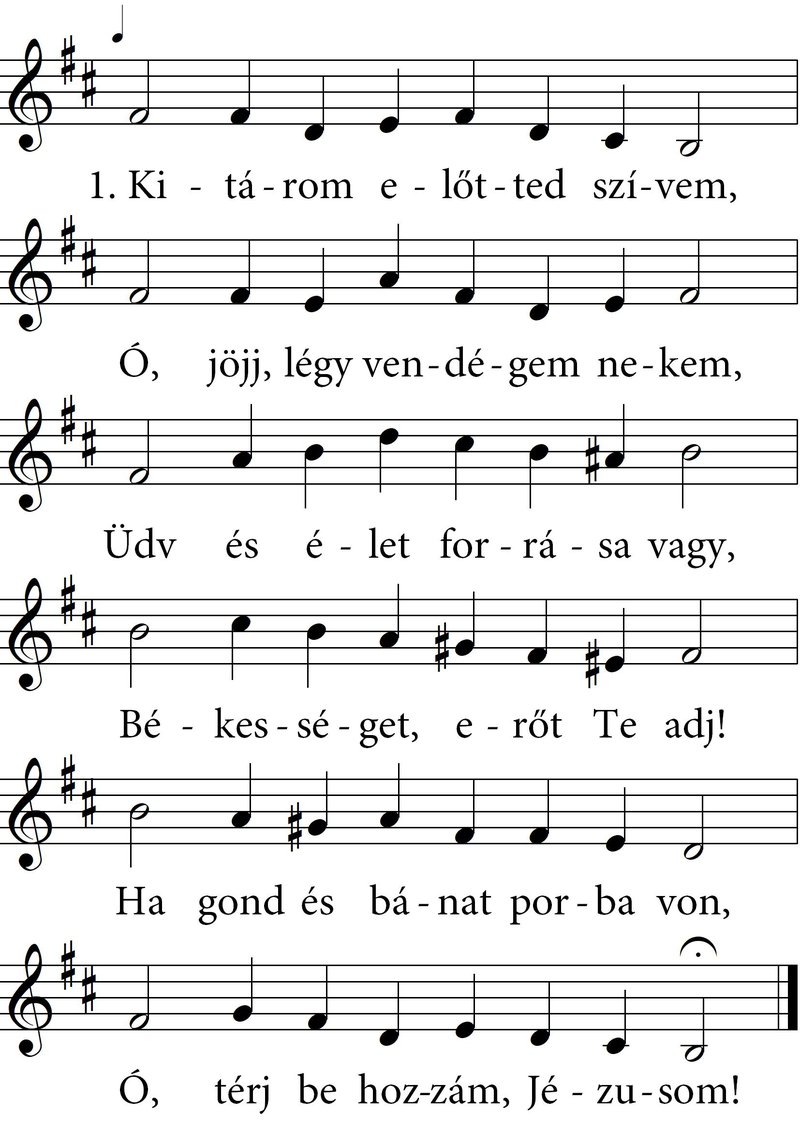 1. Ki - tá - rom e - lőt - ted szí - vem,
Ó, jöjj, légy ven - dé - gem ne - kem,
Üdv és é - let for - rá - sa vagy,
Bé - kes - sé - get, e - rőt Te adj!
Ha gond és bá - nat por - ba von,
Ó, térj be hoz - zám, Jé - zu - som!